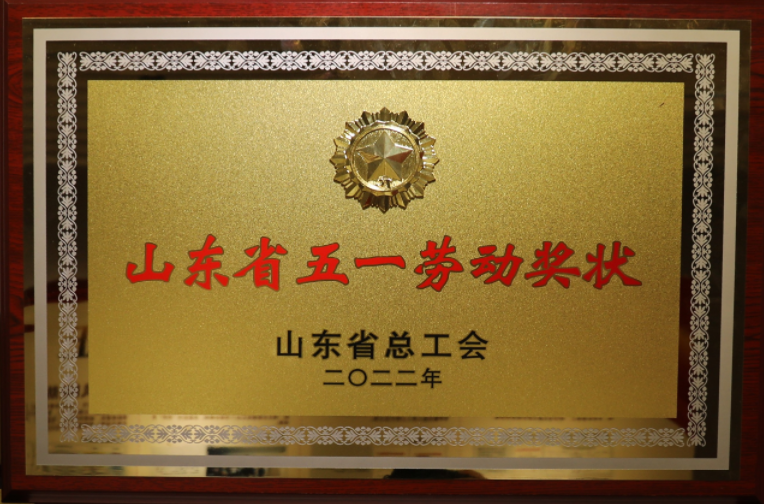 山东省五一劳动奖状
山东省总工会
二〇二二年